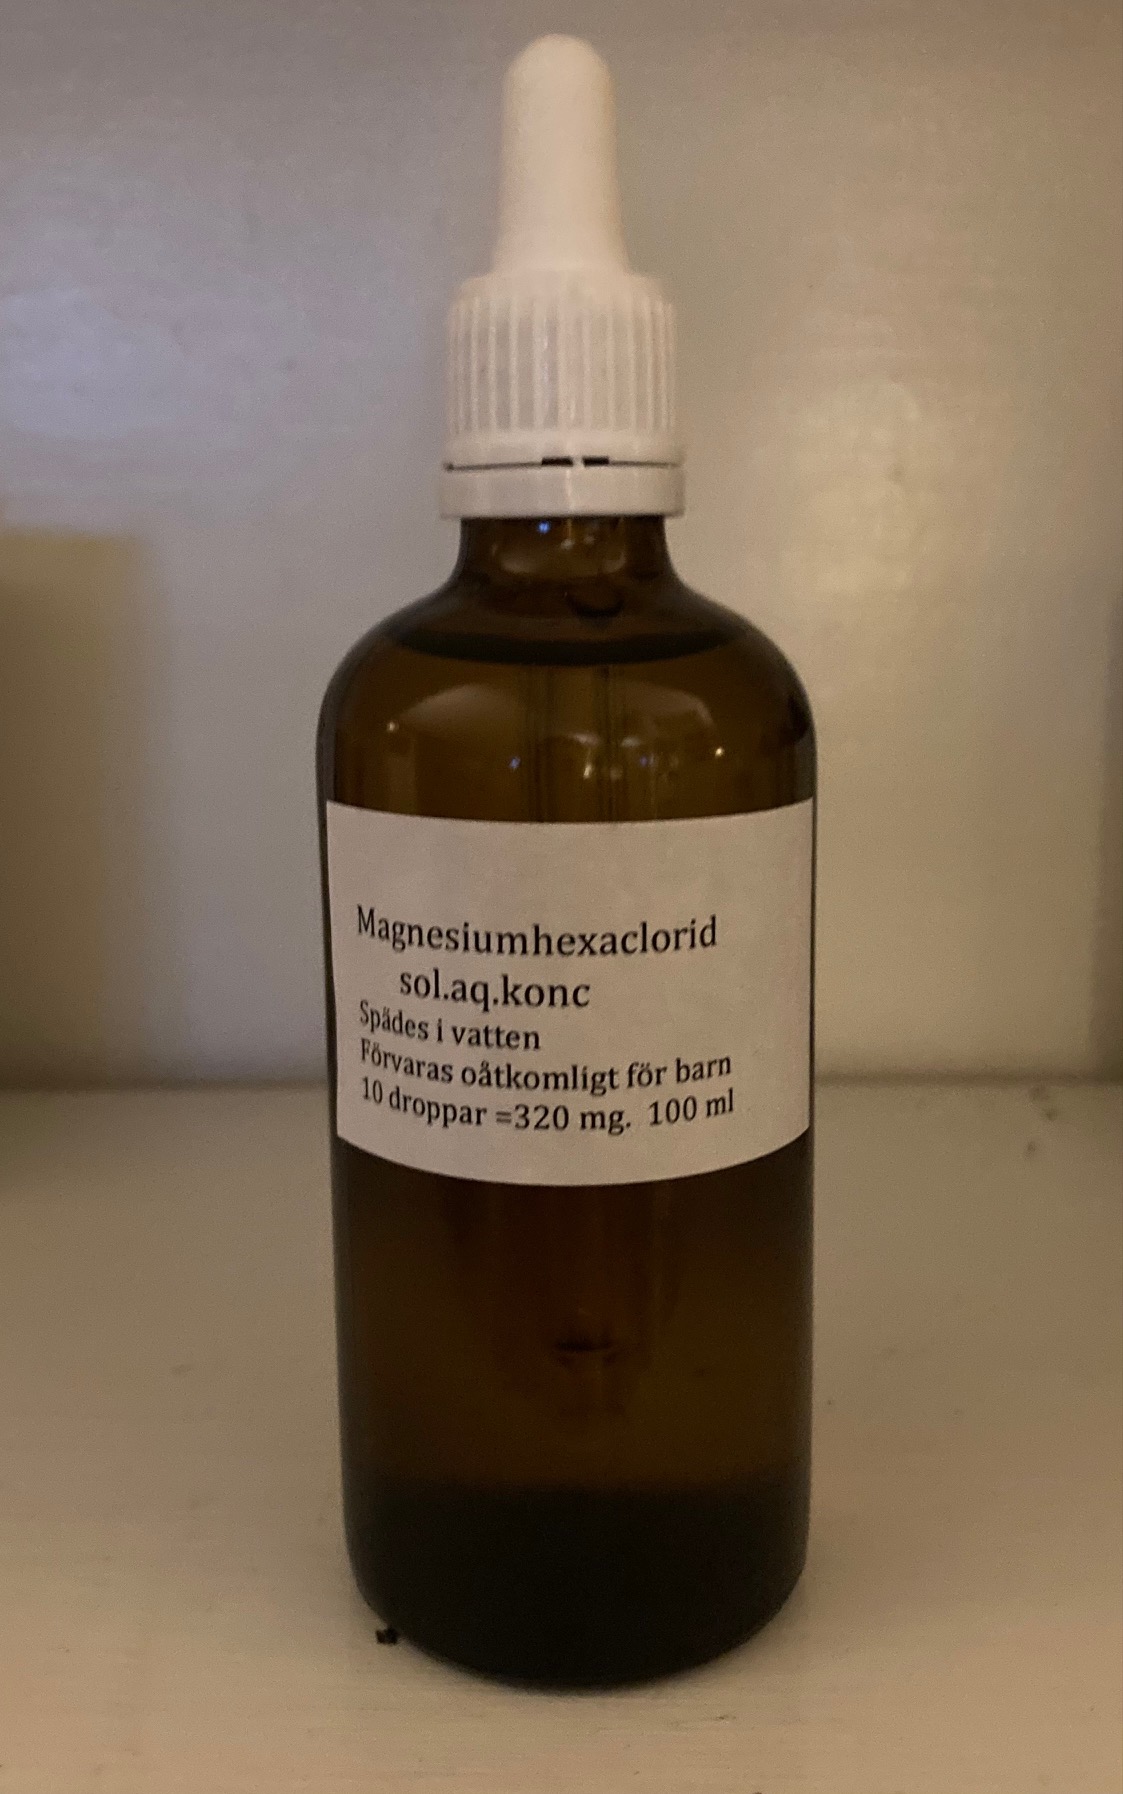 Magnesiumhexaclorid
sol.aq.konc
Spädes i vatten
Förvaras oåtkomligt för barn
10 droppar =320 mg. 100 ml